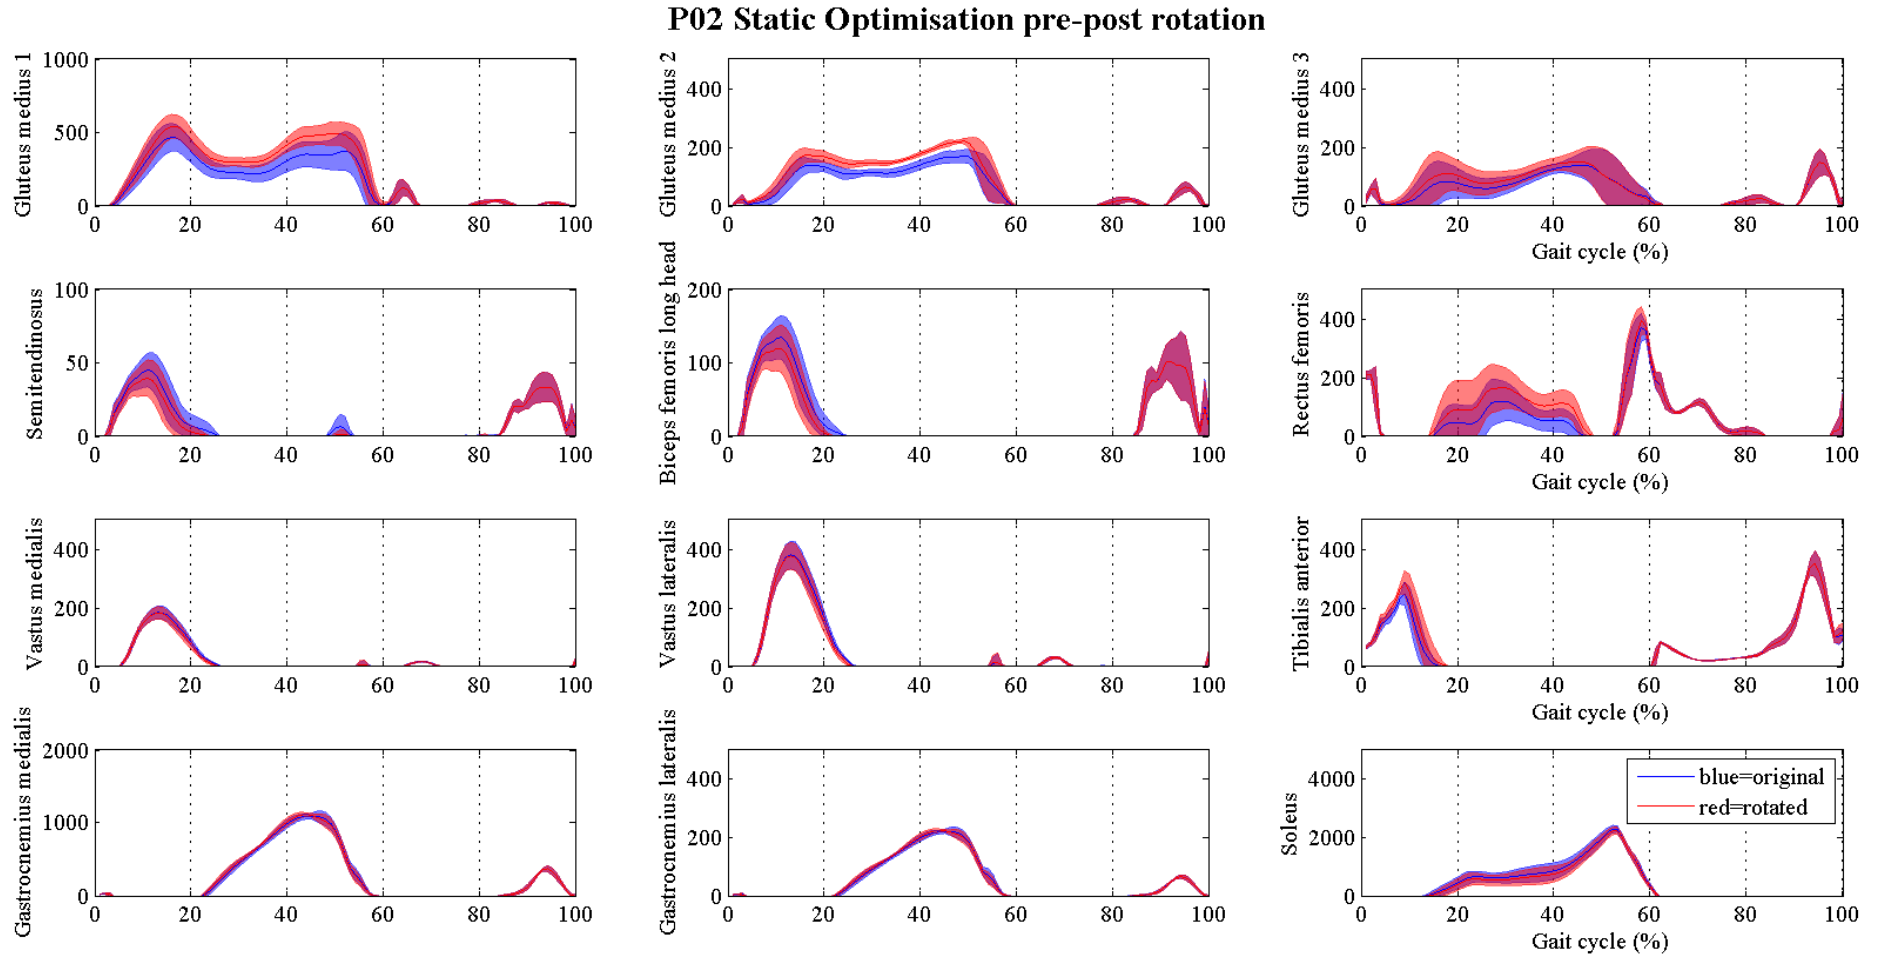 P02 Static Optimisation pre-post rotation
Gluteus medius 1
1000
500
0
0 20 40 60 80 100
Gluteus medius 2
400
200
0
0 20 40 60 80 100
Gluteus medius 3
400
200
0
0 20 40 60 80 100
Gait cycle (%)
Semitendinosus
100
50
0
0 20 40 60 80 100
Biceps femoris long head
200
100
0
0 20 40 60 80 100
Rectus femoris
400
200
0
0 20 40 60 80 100
Gait cycle (%)
Vastus medialis
400
200
0
0 20 40 60 80 100
Vastus lateralis
400
200
0
0 20 40 60 80 100
Tibialis anterior
400
200
0
0 20 40 60 80 100
Gait cycle (%)
Gastrocnemius medialis
2000
1000
0
0 20 40 60 80 100
Gastrocnemius lateralis
400
200
0
0 20 40 60 80 100
Soleus
4000
2000
0
0 20 40 60 80 100
Gait cycle (%)
blue=original
red=rotated